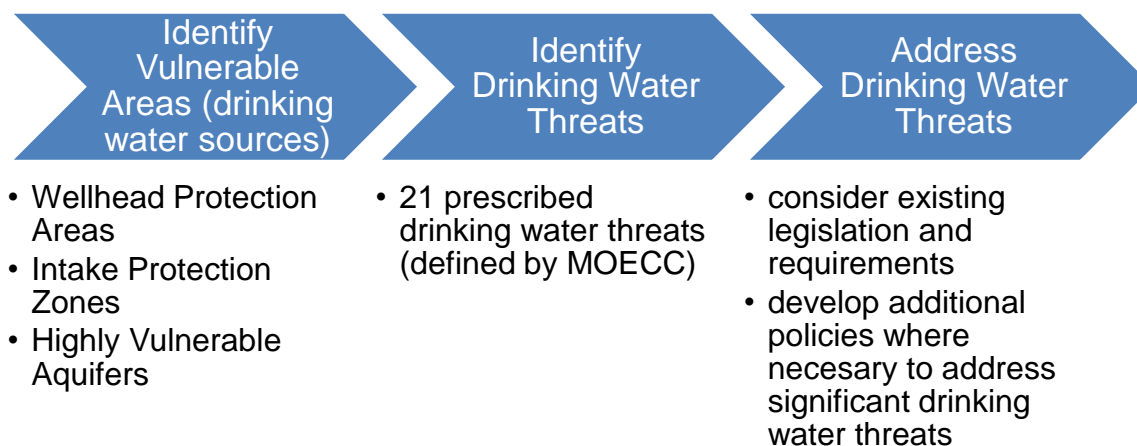 Identify
Vulnerable
Areas (drinking
water sources)
• Wellhead Protection
Areas
• Intake Protection
Zones
• Highly Vulnerable
Aquifers
Identify
Drinking Water
Threats
• 21 prescribed
drinking water threats
(defined by MOECC)
Address
Drinking Water
Threats
• consider existing
legislation and
requirements
• develop additional
policies where
necesary to address
significant drinking
water threats